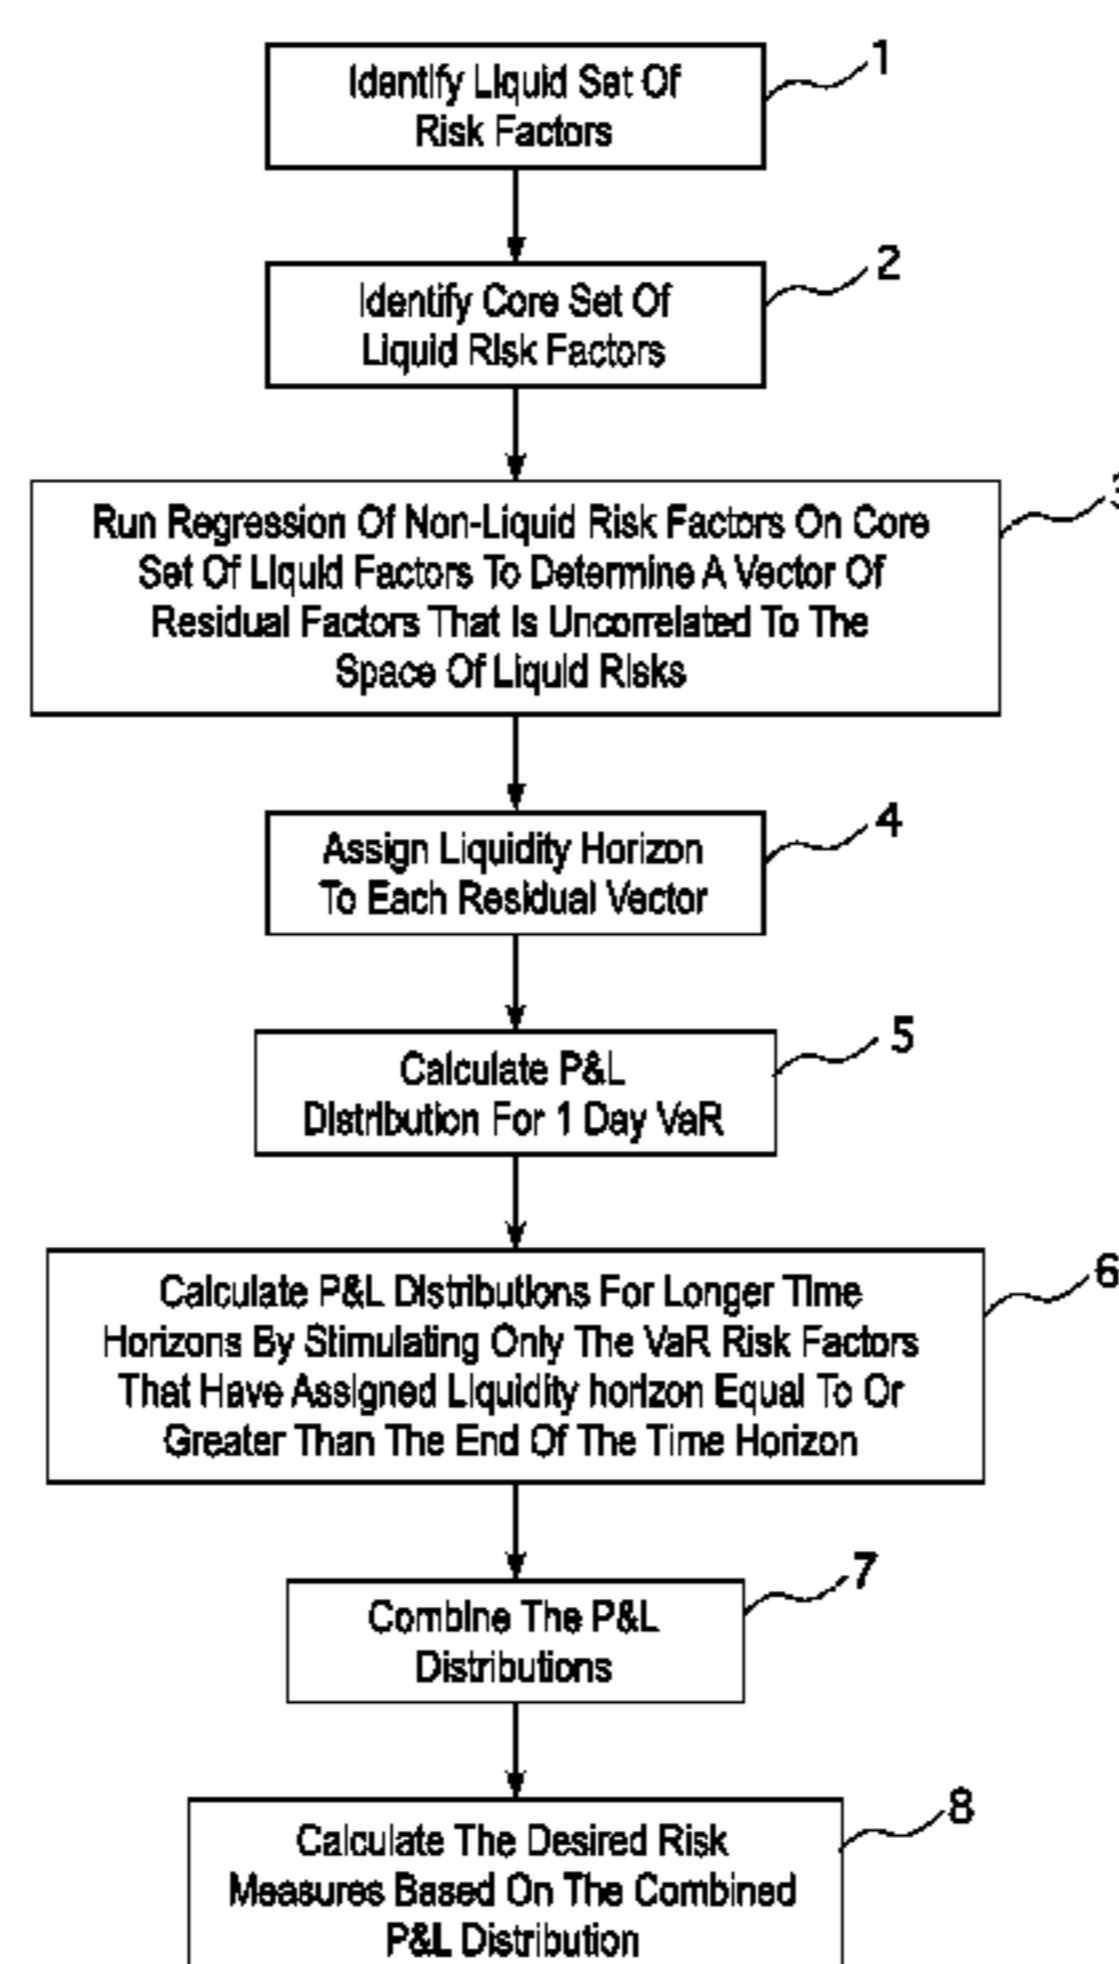 1
Identify Liquid Set Of
Risk Factors
2
Identify Core Set Of
Liquid Risk Factors
3
Run Regression Of Non-Liquid Risk Factors On Core
Set Of Liquid Factors To Determine A Vector Of
Residual Factors That Is Uncorrelated To The
Space Of Liquid Risks
4
Assign Liquidity Horizon
To Each Residual Vector
5
Calculate P&L
Distribution For 1 Day VaR
6
Calculate P&L Distributions For Longer Time
Horizons By Stimulating Only The VaR Risk Factors
That Have Assigned Liquidity horizon Equal To Or
Greater Than The End Of The Time Horizon
7
Combine The P&L
Distributions
8
Calculate The Desired Risk
Measures Based On The Combined
P&L Distribution